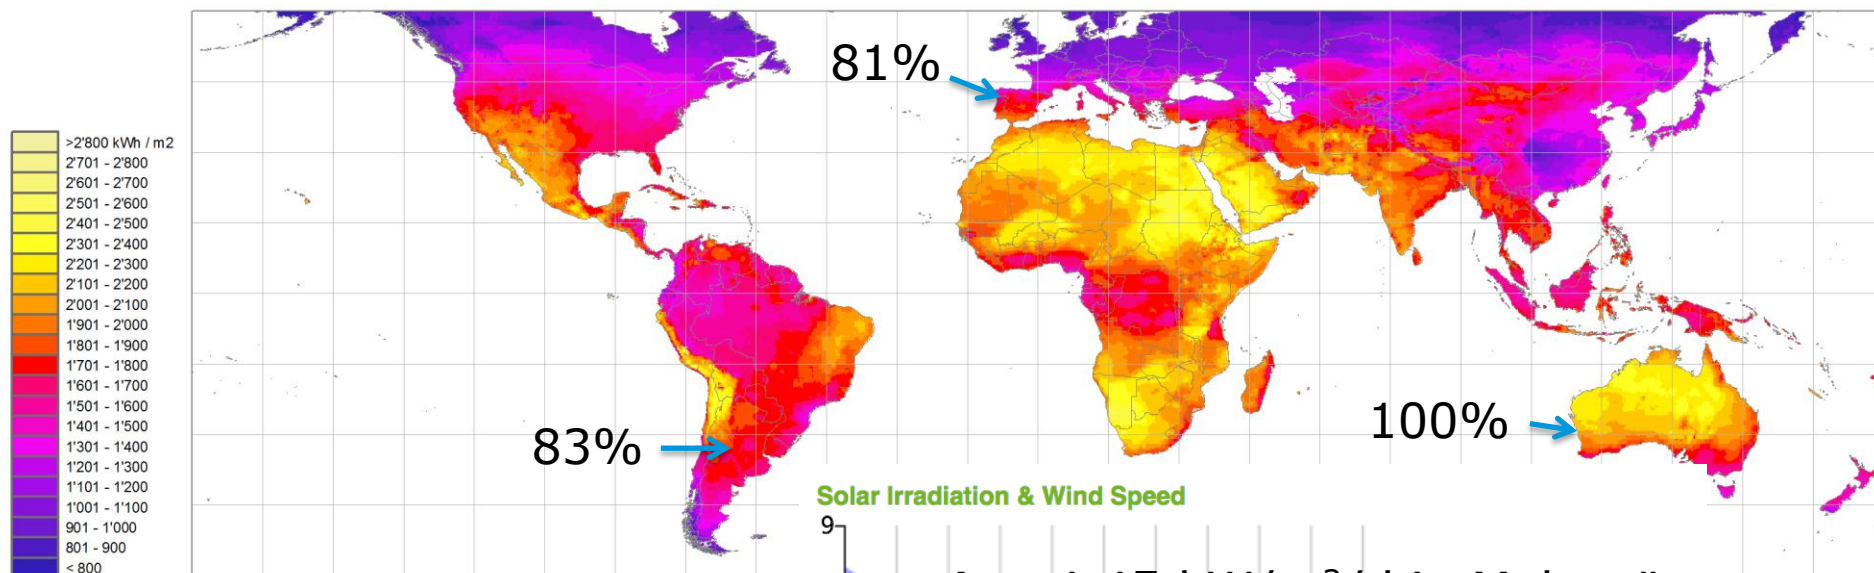 81%
>2'800 kWh / m2
2'701 - 2'800
2'601 - 2'700
2'501 - 2'600
2'401 - 2'500
2'301 - 2'400
2'201 - 2'300
2'101 - 2'200
2'001 - 2'100
1'901 - 2'000
1'801 - 1'900
1'701 - 1'800
1'601 - 1'700
1'501 - 1'600
1'401 - 1'500
1'301 - 1'400
1'201 - 1'300
1'101 - 1'200
1'001 - 1'100
901 - 1'000
801 - 900
< 800
83%
100%
Solar Irradiation & Wind Speed
9